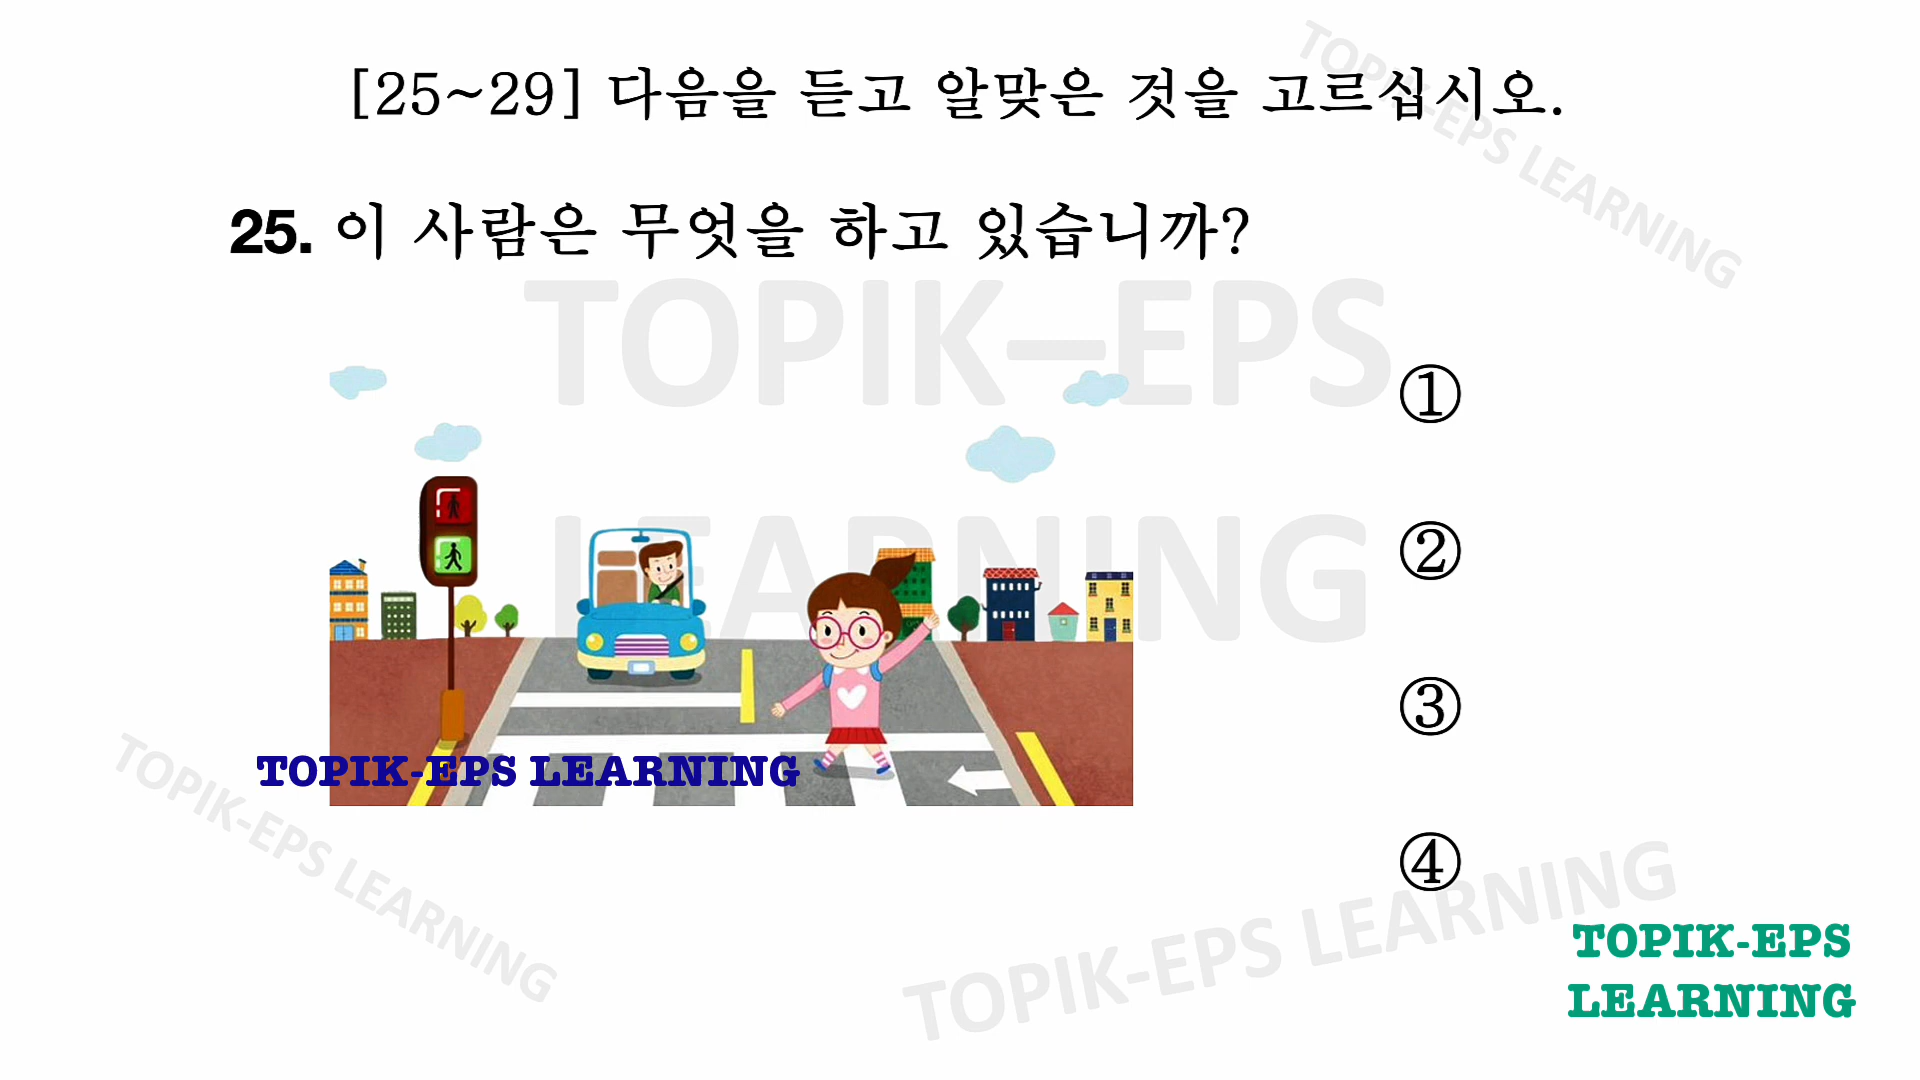 [25~29] 다음을 듣고 알맞은 것을 고르십시오.
TOPIK-EPS LEARNING
25. 이 사람은 무엇을 하고 있습니까?
TOPIK–EPS
LEARNING
①
②
③
④
TOPIK-EPS LEARNING
TOPIK-EPS LEARNING
TOPIK-EPS LEARNING
TOPIK-EPS
LEARNING